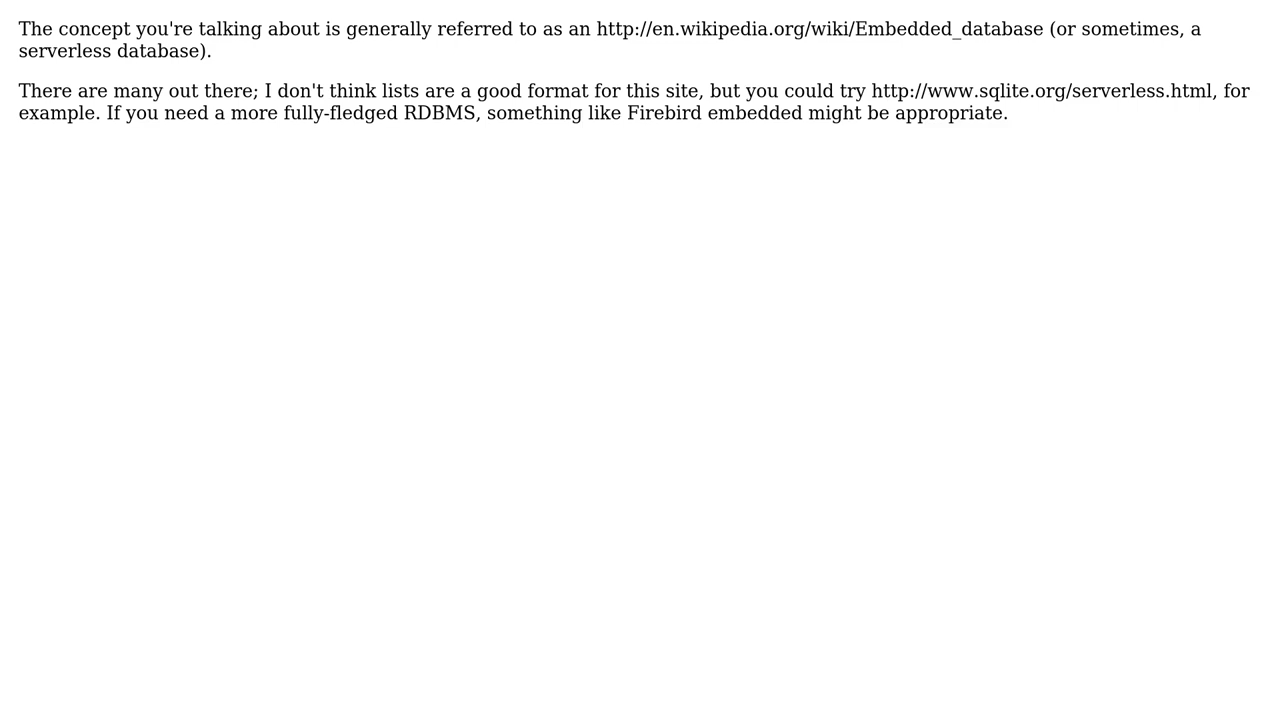 The concept you're talking about is generally referred to as an http://en.wikipedia.org/wiki/Embedded_database (or sometimes, a
serverless database).
There are many out there; I don't think lists are a good format for this site, but you could try http://www.sqlite.org/serverless.html, for
example. If you need a more fully-fledged RDBMS, something like Firebird embedded might be appropriate.